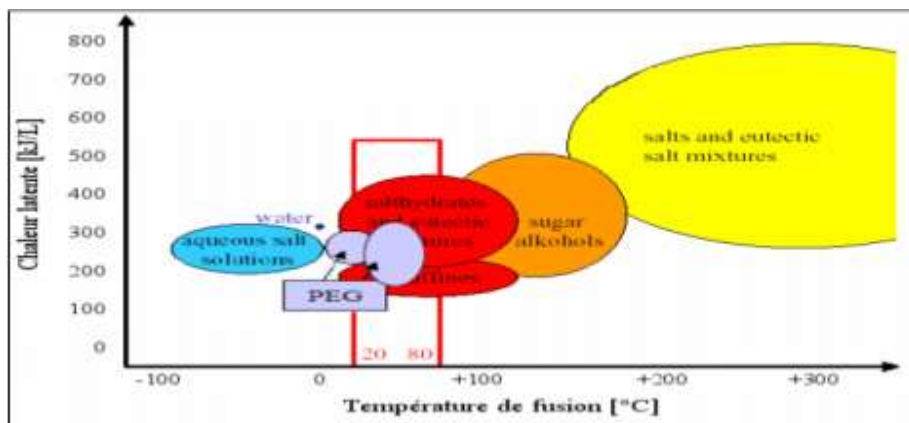 Chaleur latente [kJ/L]
800
700
600
500
400
300
200
100
0
salts and eutectic
salt mixtures
water
aqueous salt
solutions
sugar
alkohols
PEG
20 80
-100 0 +100 +200 +300
Température de fusion [°C]